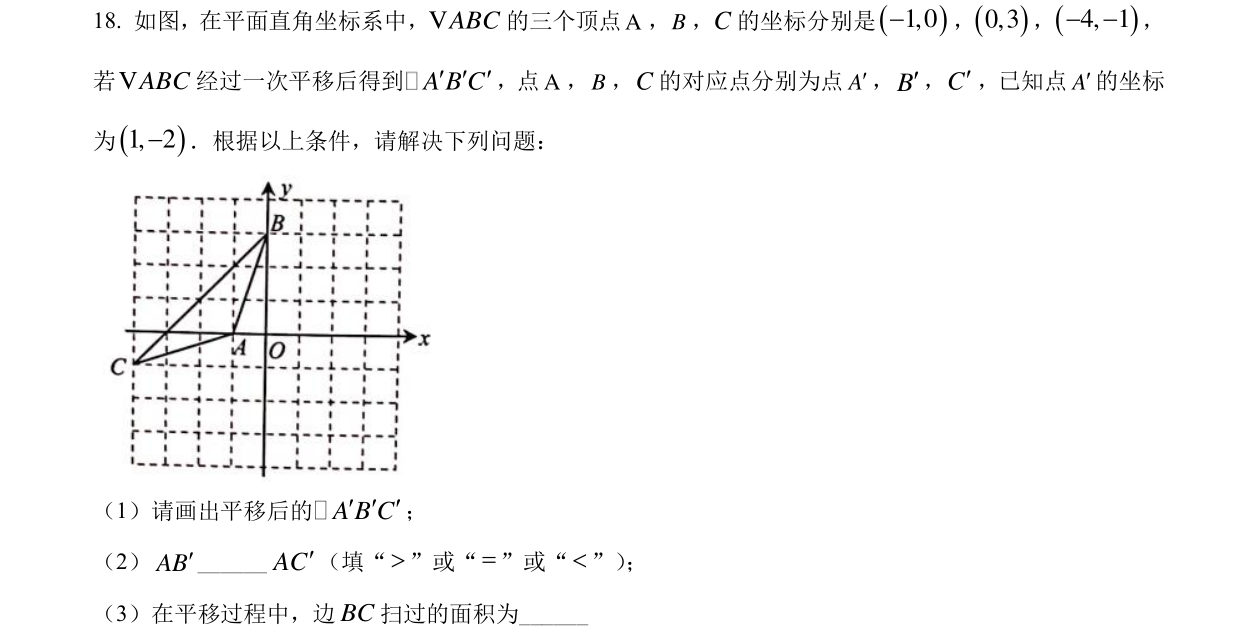 18. 如图，在平面直角坐标系中，VABC 的三个顶点 A，B，C 的坐标分别是(−1,0)，(0,3)，(−4,−1)，
若VABC 经过一次平移后得到□A′B′C′，点 A，B，C 的对应点分别为点 A′，B′，C′，已知点 A′ 的坐标
为(1,−2)．根据以上条件，请解决下列问题：
y
B
A
O
x
C
（1）请画出平移后的□A′B′C′；
（2）AB′______ AC′（填“>”或“=”或“<”）；
（3）在平移过程中，边 BC 扫过的面积为______